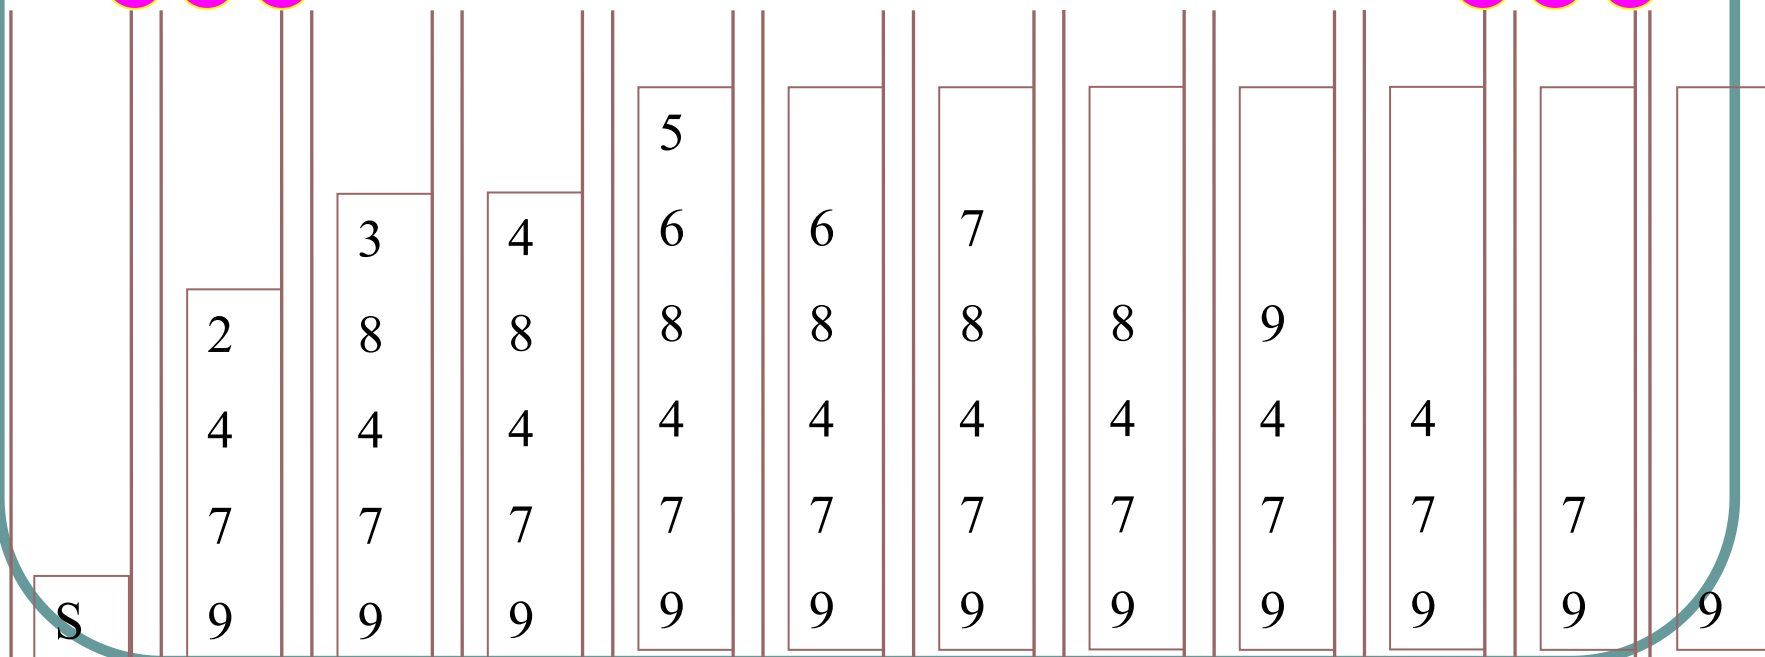 5
6 7
3 4 6 8 8 8 8 9
2 8 8
4 4 4 4 4 4 4 4 4
7 7 7 7 7 7 7 7 7 7
S 9 9 9 9 9 9 9 9 9 9 9